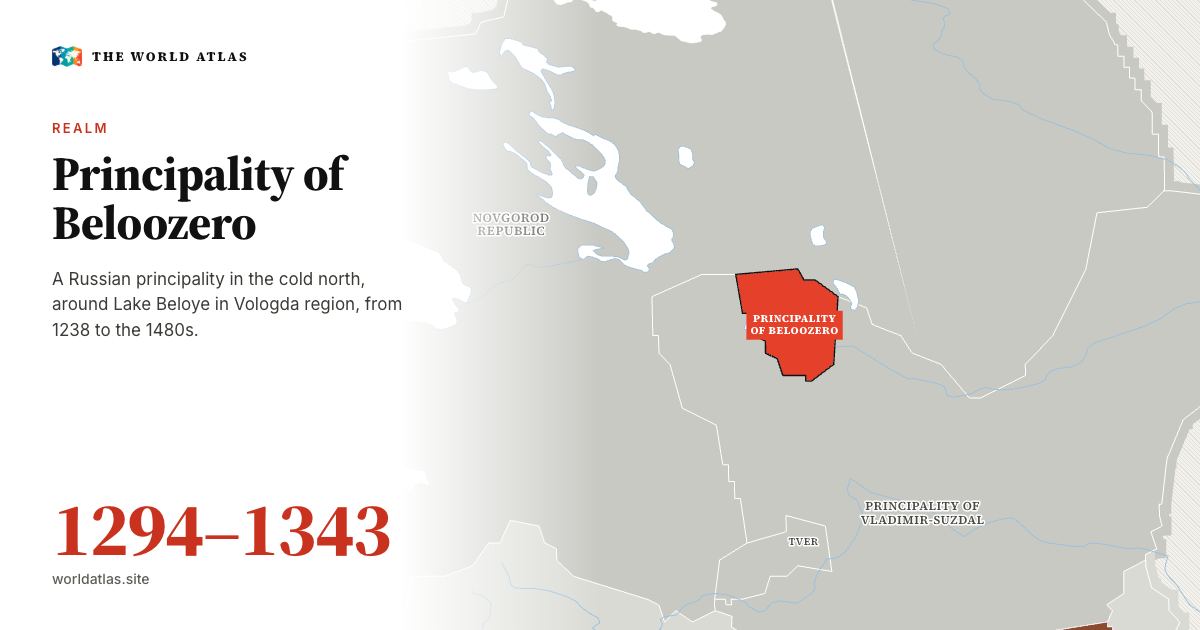 THE WORLD ATLAS
REALM
Principality of
Beloozero
A Russian principality in the cold north,
around Lake Beloye in Vologda region, from
1238 to the 1480s.
1294–1343
worldatlas.site
NOVGOROD
REPUBLIC
PRINCIPALITY
OF BELOOZERO
PRINCIPALITY OF
VLADIMIR-SUZDAL
TVER